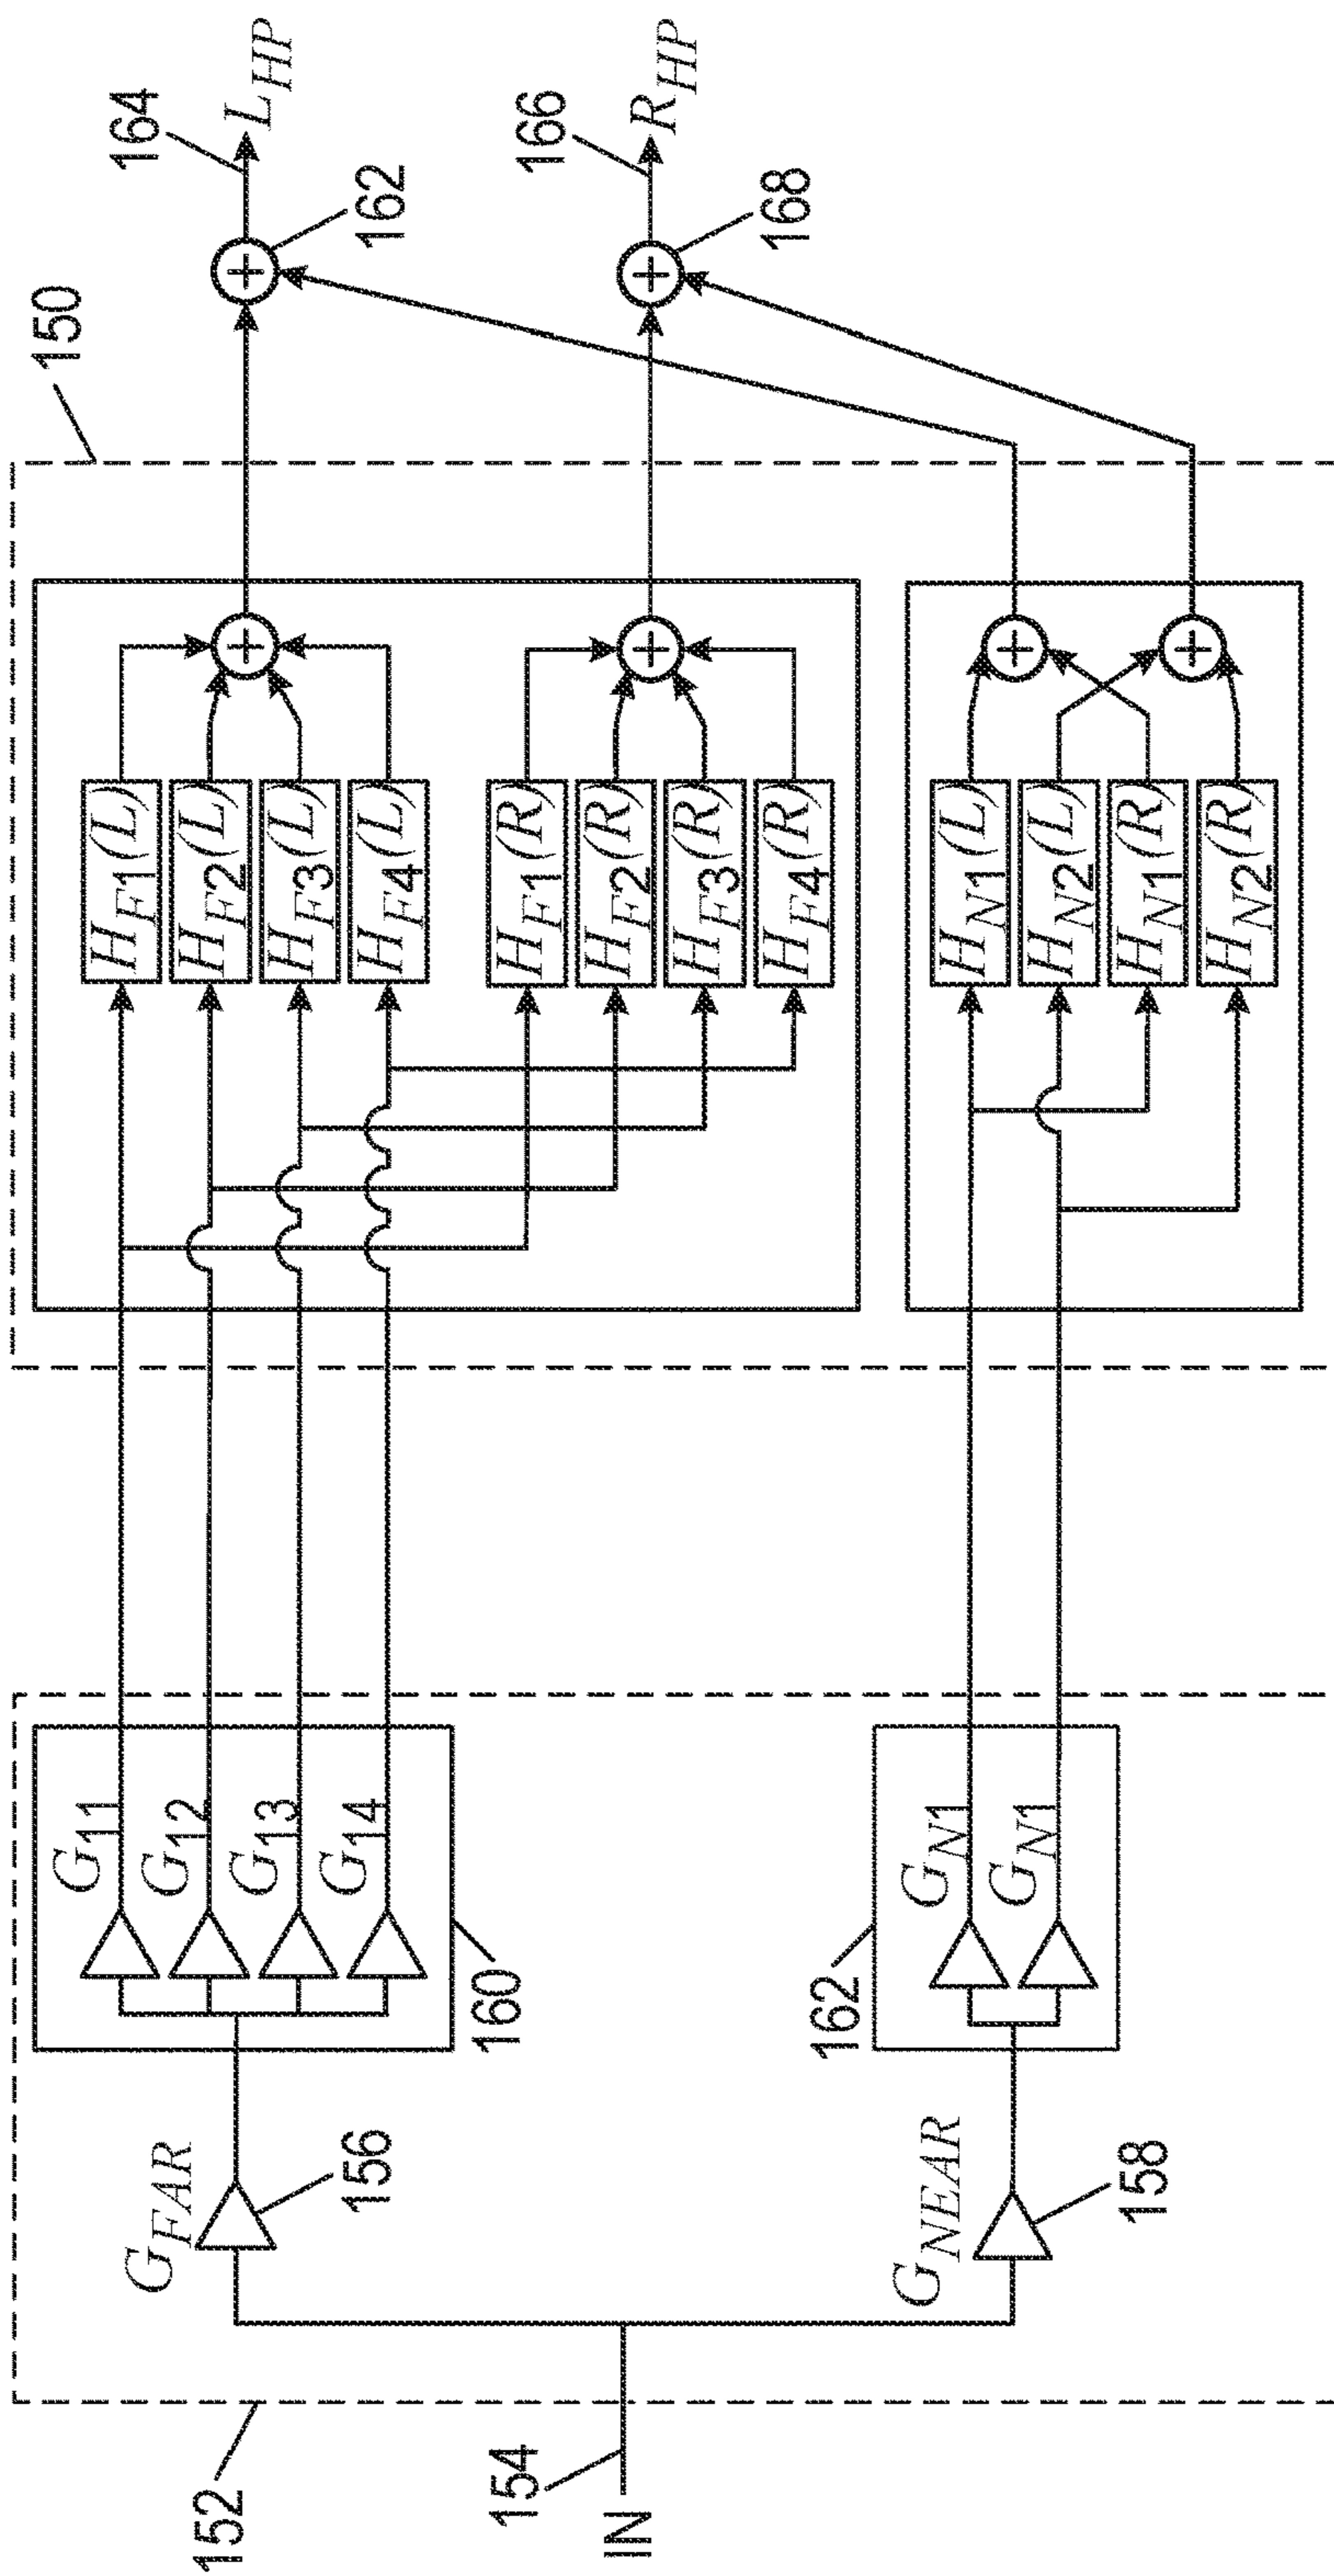 152
154
IN
G_FAR
156
G_NEAR
158
160
G_11
G_12
G_13
G_14
162
G_N1
G_N1
150
H_F1(L)
H_F2(L)
H_F3(L)
H_F4(L)
H_F1(R)
H_F2(R)
H_F3(R)
H_F4(R)
H_N1(L)
H_N2(L)
H_N1(R)
H_N2(R)
+
+
+
+
+
+
162
164
L_HP
168
166
R_HP